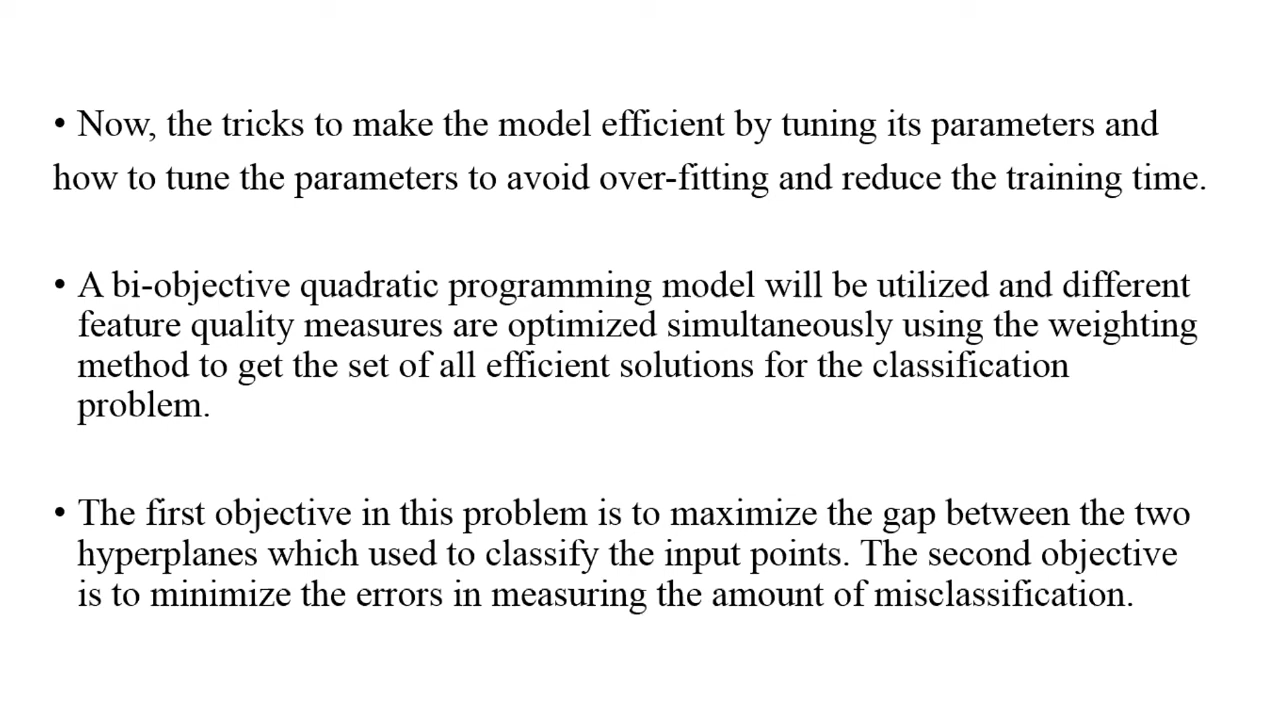 • Now, the tricks to make the model efficient by tuning its parameters and
how to tune the parameters to avoid over-fitting and reduce the training time.
• A bi-objective quadratic programming model will be utilized and different
feature quality measures are optimized simultaneously using the weighting
method to get the set of all efficient solutions for the classification
problem.
• The first objective in this problem is to maximize the gap between the two
hyperplanes which used to classify the input points. The second objective
is to minimize the errors in measuring the amount of misclassification.